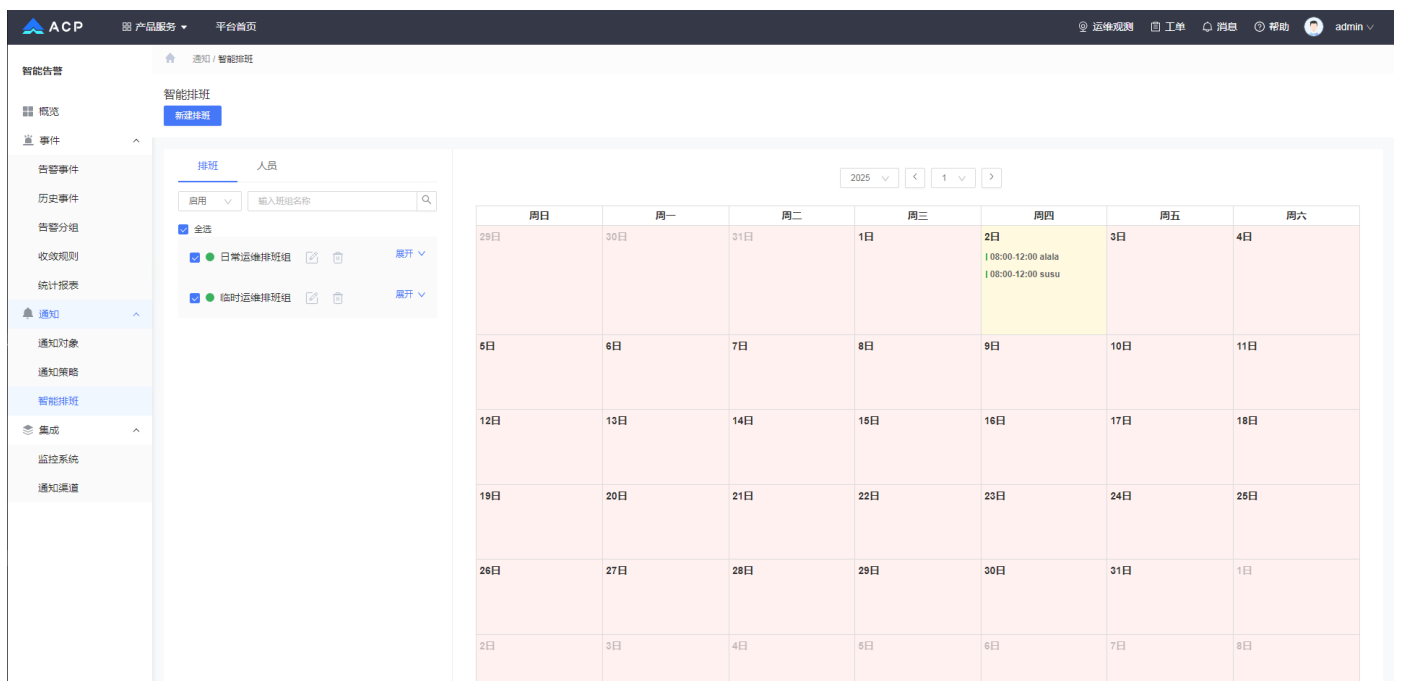 ACP 产品服务 平台首页 运维观测 工单 消息 帮助 admin
智能告警
概览
事件
告警事件
历史事件
告警分组
收敛规则
统计报表
通知
通知对象
通知策略
智能排班
集成
监控系统
通知渠道
通知 / 智能排班
智能排班
新建排班
排班 人员
启用 输入班组名称
全选
日常运维排班组 展开
临时运维排班组 展开
2025 < 1 >
周日 周一 周二 周三 周四 周五 周六
29日 30日 31日 1日 2日 3日 4日
08:00-12:00 alala
08:00-12:00 susu
5日 6日 7日 8日 9日 10日 11日
12日 13日 14日 15日 16日 17日 18日
19日 20日 21日 22日 23日 24日 25日
26日 27日 28日 29日 30日 31日 1日
2日 3日 4日 5日 6日 7日 8日